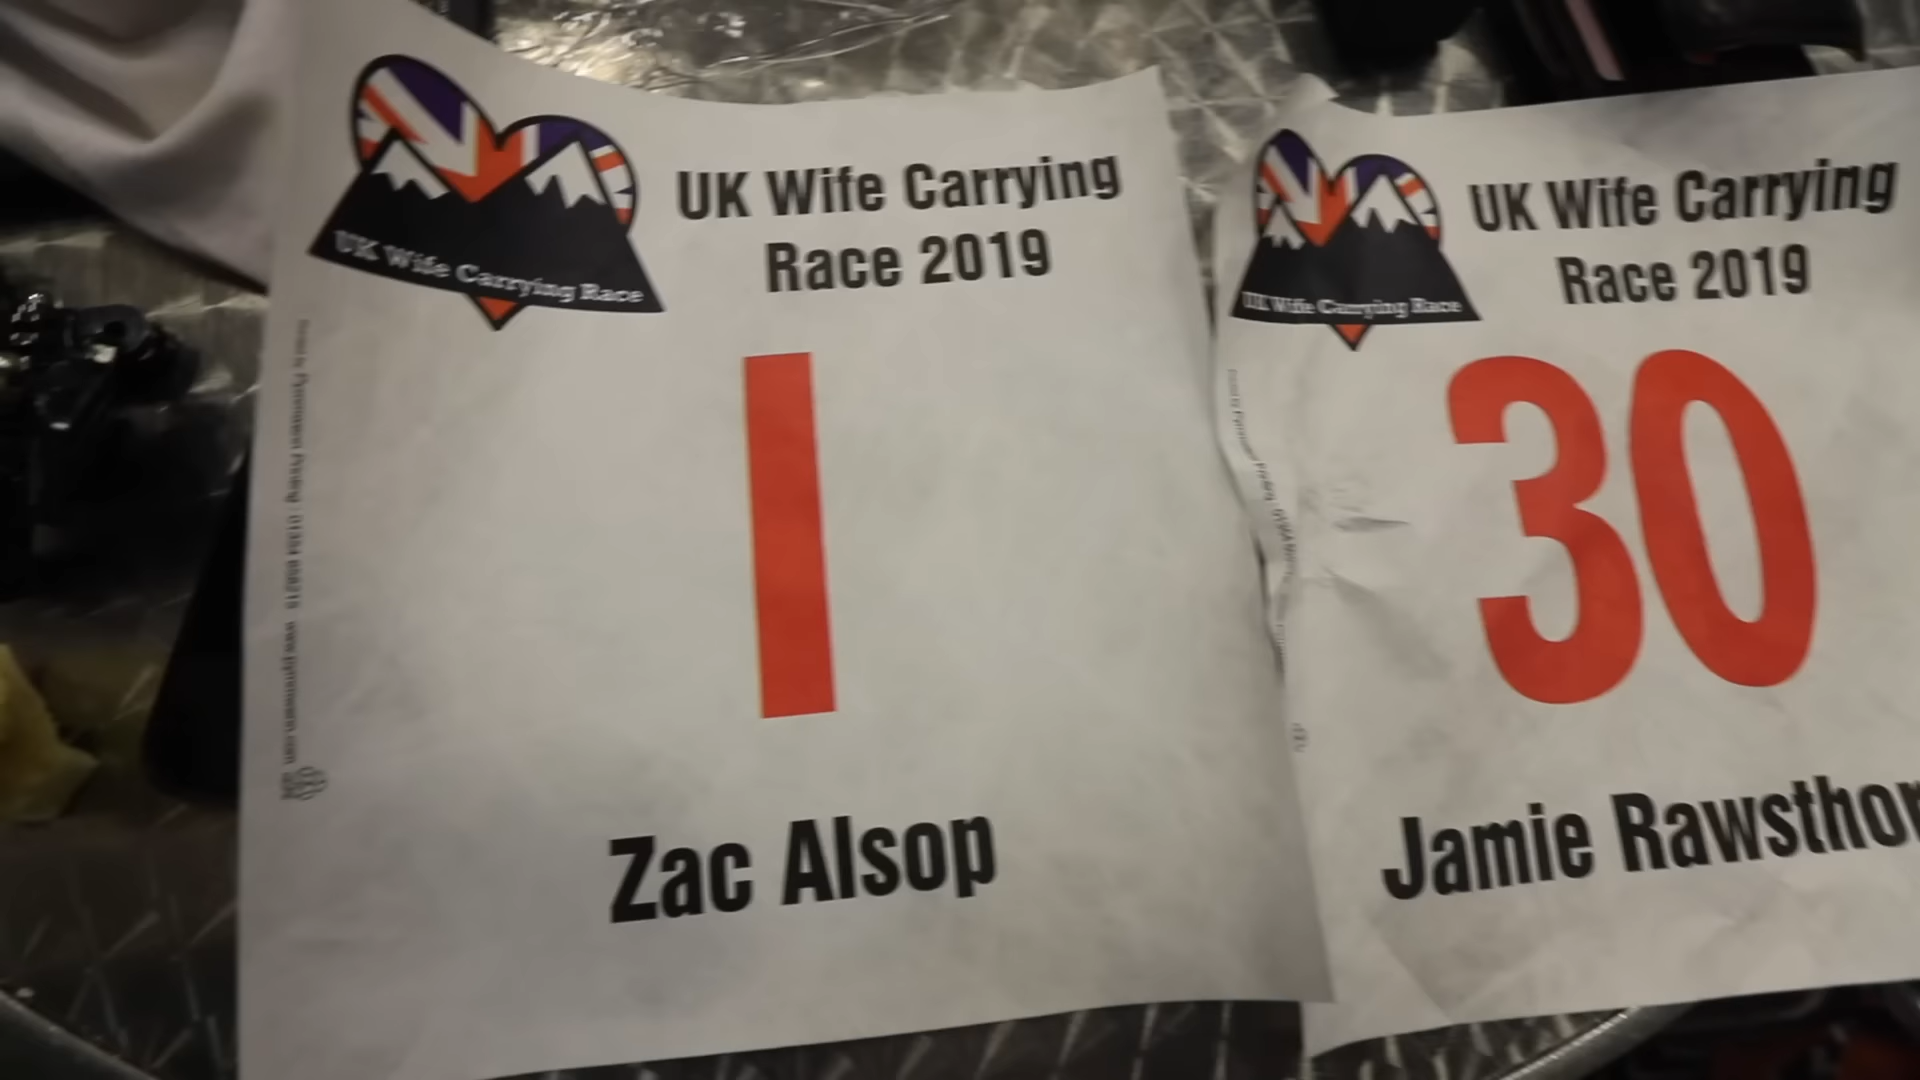 UK Wife Carrying Race
UK Wife Carrying
Race 2019
1
Zac Alsop
UK Wife Carrying Race
UK Wife Carrying
Race 2019
30
Jamie Rawsthor